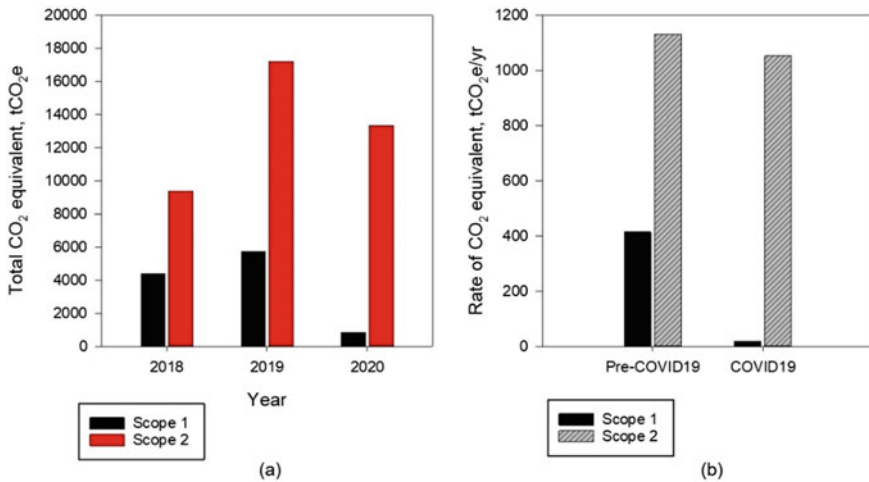 Total CO₂ equivalent, tCO₂e
20000
18000
16000
14000
12000
10000
8000
6000
4000
2000
0
2018 2019 2020
Year
Scope 1
Scope 2
(a)
Rate of CO₂ equivalent, tCO₂e/yr
1200
1000
800
600
400
200
0
Pre-COVID19 COVID19
Scope 1
Scope 2
(b)